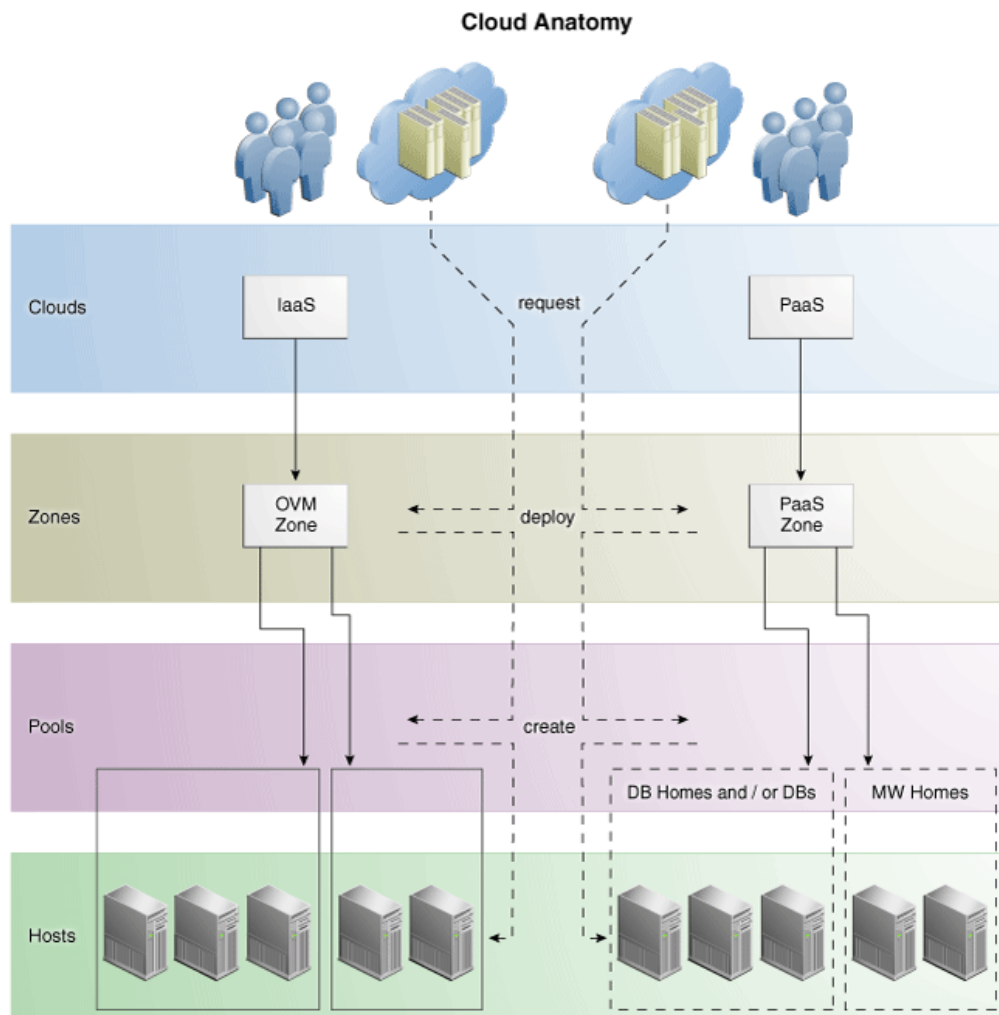 Cloud Anatomy
Clouds
IaaS
request
PaaS
Zones
OVM
Zone
deploy
PaaS
Zone
Pools
create
DB Homes and / or DBs
MW Homes
Hosts